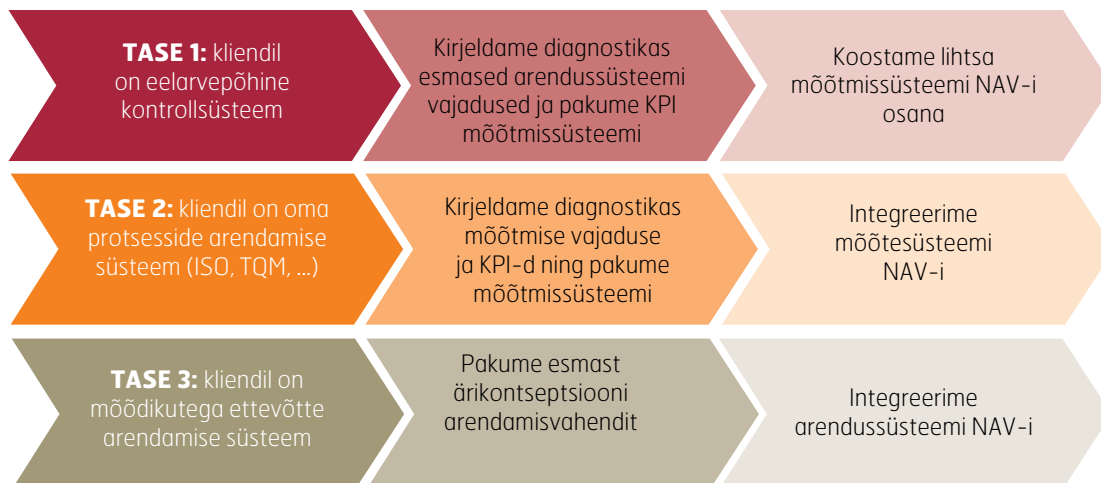 TASE 1: kliendil
on eelarvepõhine
kontrollsüsteem
Kirjeldame diagnostikas
esmased arendussüsteemi
vajadused ja pakume KPI
mõõtmissüsteemi
Koostame lihtsa
mõõtmissüsteemi NAV-i
osana
TASE 2: kliendil on oma
protsesside arendamise
süsteem (ISO, TQM, ...)
Kirjeldame diagnostikas
mõõtmise vajaduse
ja KPI-d ning pakume
mõõtmissüsteemi
Integreerime
mõõtesüsteemi
NAV-i
TASE 3: kliendil on
mõõdikutega ettevõtte
arendamise süsteem
Pakume esmast
ärikontseptsiooni
arendamisvahendit
Integreerime
arendussüsteemi NAV-i